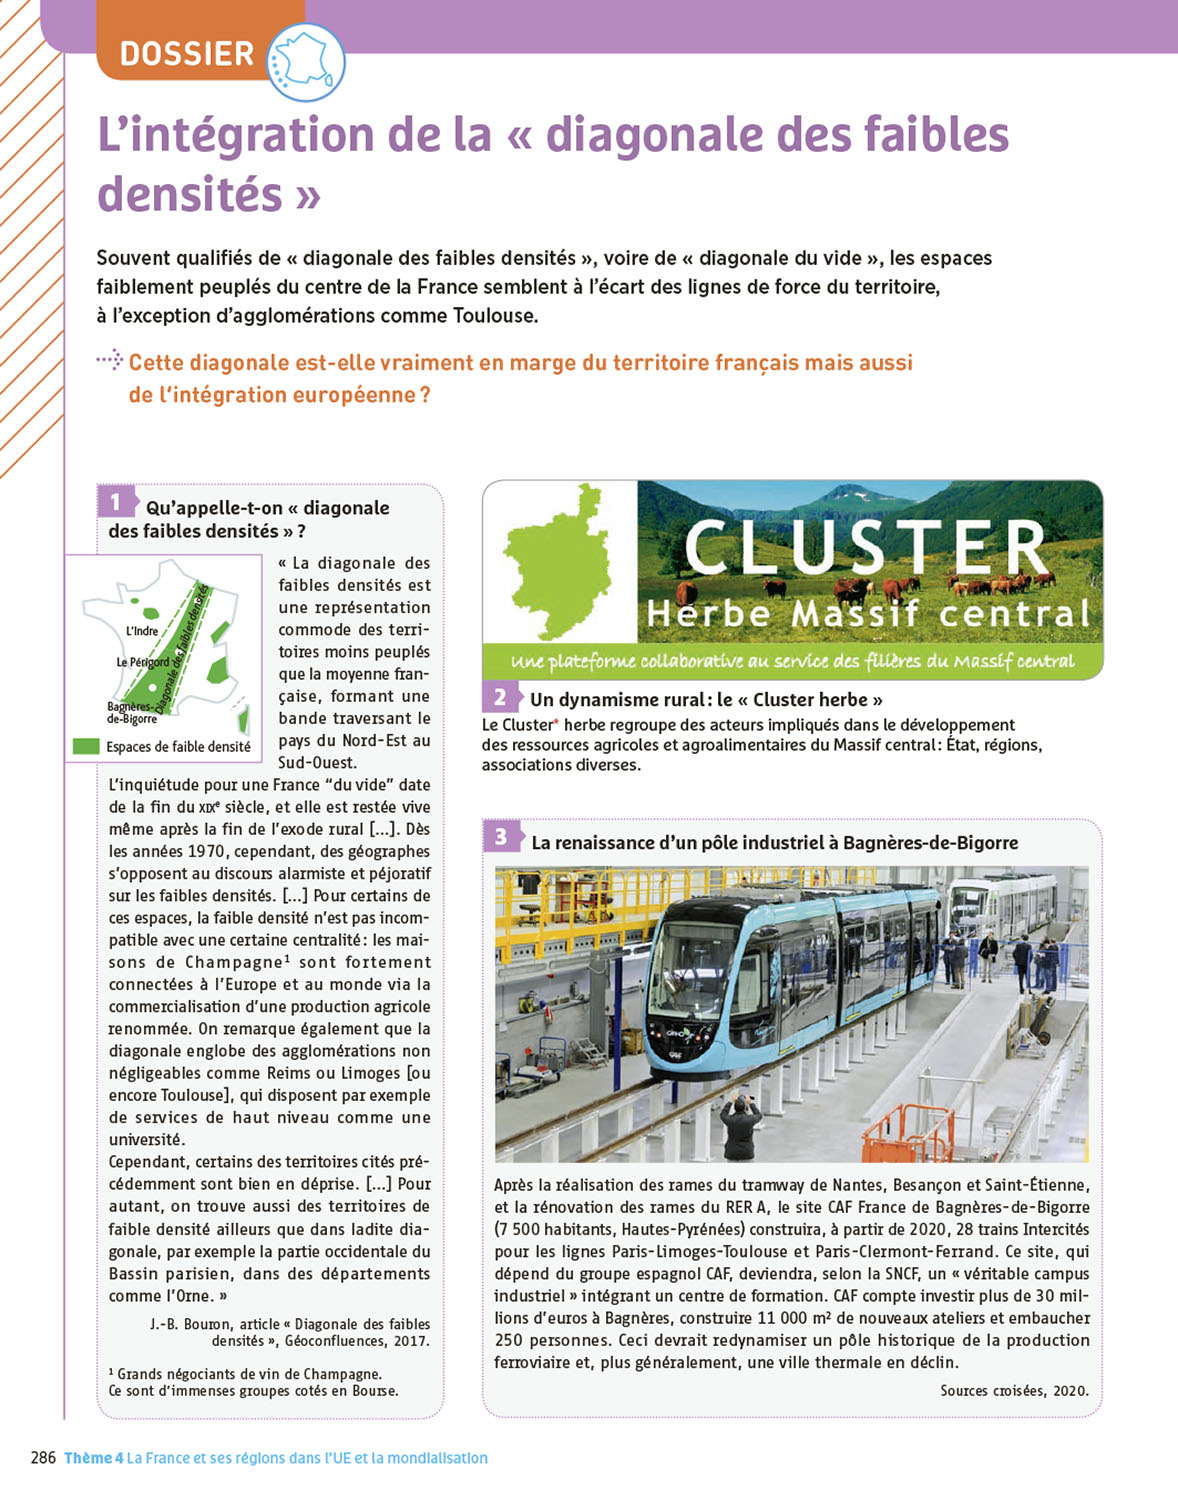 DOSSIER
L’intégration de la « diagonale des faibles
densités »
Souvent qualifiés de « diagonale des faibles densités », voire de « diagonale du vide », les espaces
faiblement peuplés du centre de la France semblent à l’écart des lignes de force du territoire,
à l’exception d’agglomérations comme Toulouse.
Cette diagonale est-elle vraiment en marge du territoire français mais aussi
de l’intégration européenne ?
1 Qu’appelle-t-on « diagonale
des faibles densités » ?
L’Indre
Le Périgord
Bagnères-
de-Bigorre
Diagonale des faibles densités
Espaces de faible densité
« La diagonale des
faibles densités est
une représentation
commode des terri-
toires moins peuplés
que la moyenne fran-
çaise, formant une
bande traversant le
pays du Nord-Est au
Sud-Ouest.
L’inquiétude pour une France “du vide” date
de la fin du XIXe siècle, et elle est restée vive
même après la fin de l’exode rural [...]. Dès
les années 1970, cependant, des géographes
s’opposent au discours alarmiste et péjoratif
sur les faibles densités. [...] Pour certains de
ces espaces, la faible densité n’est pas incom-
patible avec une certaine centralité : les mai-
sons de Champagne¹ sont fortement
connectées à l’Europe et au monde via la
commercialisation d’une production agricole
renommée. On remarque également que la
diagonale englobe des agglomérations non
négligeables comme Reims ou Limoges [ou
encore Toulouse], qui disposent par exemple
de services de haut niveau comme une
université.
Cependant, certains des territoires cités pré-
cédemment sont bien en déprise. [...] Pour
autant, on trouve aussi des territoires de
faible densité ailleurs que dans ladite dia-
gonale, par exemple la partie occidentale du
Bassin parisien, dans des départements
comme l’Orne. »
J.-B. Bouron, article « Diagonale des faibles
densités », Géoconfluences, 2017.
¹ Grands négociants de vin de Champagne.
Ce sont d’immenses groupes cotés en Bourse.
CLUSTER
Herbe Massif central
Une plateforme collaborative au service des filières du Massif central
2 Un dynamisme rural : le « Cluster herbe »
Le Cluster* herbe regroupe des acteurs impliqués dans le développement
des ressources agricoles et agroalimentaires du Massif central : État, régions,
associations diverses.
3 La renaissance d’un pôle industriel à Bagnères-de-Bigorre
CAF
Après la réalisation des rames du tramway de Nantes, Besançon et Saint-Étienne,
et la rénovation des rames du RER A, le site CAF France de Bagnères-de-Bigorre
(7 500 habitants, Hautes-Pyrénées) construira, à partir de 2020, 28 trains Intercités
pour les lignes Paris-Limoges-Toulouse et Paris-Clermont-Ferrand. Ce site, qui
dépend du groupe espagnol CAF, deviendra, selon la SNCF, un « véritable campus
industriel » intégrant un centre de formation. CAF compte investir plus de 30 mil-
lions d’euros à Bagnères, construire 11 000 m² de nouveaux ateliers et embaucher
250 personnes. Ceci devrait redynamiser un pôle historique de la production
ferroviaire et, plus généralement, une ville thermale en déclin.
Sources croisées, 2020.
286 Thème 4 La France et ses régions dans l’UE et la mondialisation